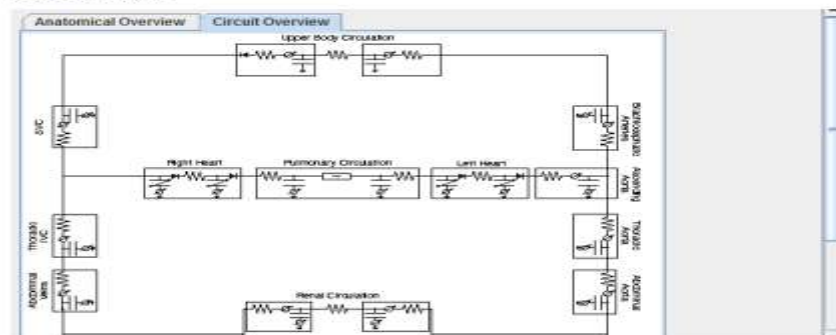 Anatomical Overview
Circuit Overview
Upper Body Circulation
SVC
Brachiocephalic
Arteries
Right Heart
Pulmonary Circulation
Left Heart
Ascending
Aorta
Thoracic
IVC
Thoracic
Aorta
Abdominal
Veins
Renal Circulation
Abdominal
Aorta